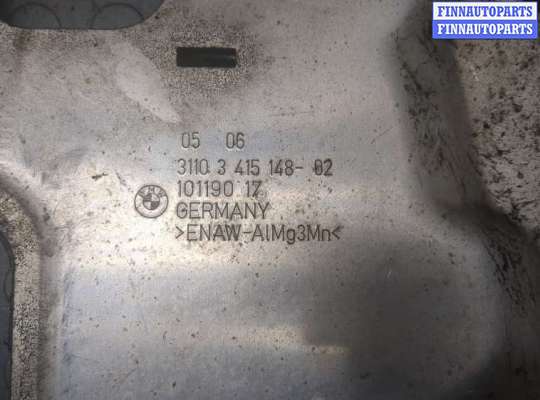 FINNAUTOPARTS
FINNAUTOPARTS
05 06
3110 3 415 148- 02
101190 17
GERMANY
>ENAW-AlMg3Mn<